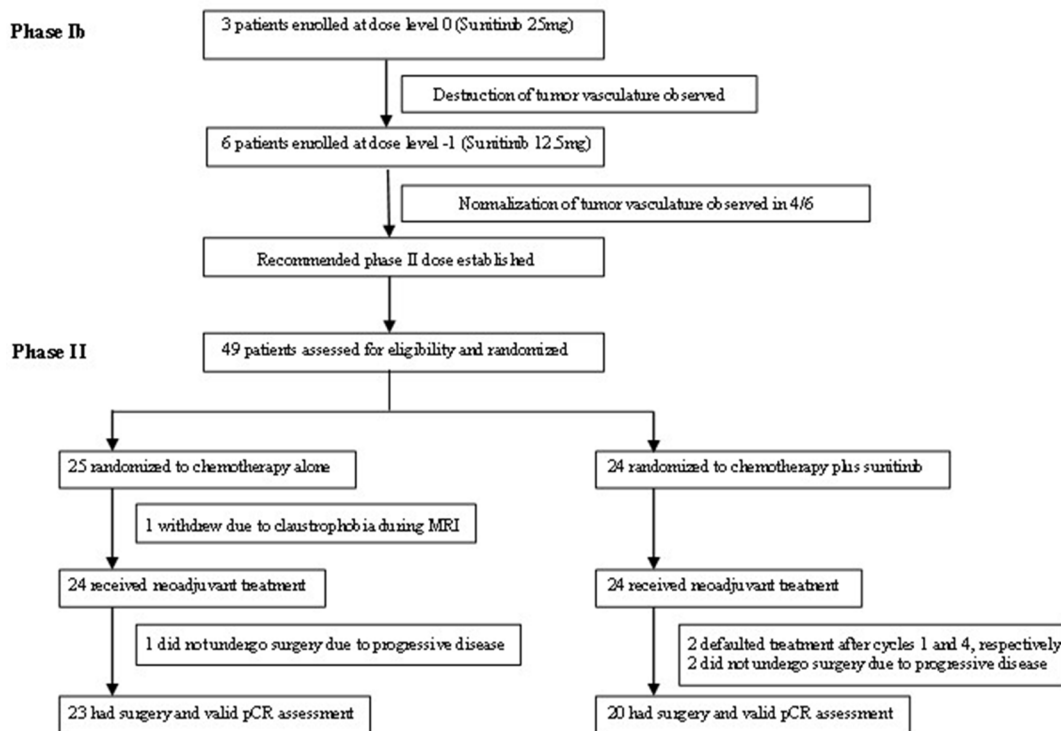 Phase Ib
3 patients enrolled at dose level 0 (Sunitinib 25mg)
Destruction of tumor vasculature observed
6 patients enrolled at dose level -1 (Sunitinib 12.5mg)
Normalization of tumor vasculature observed in 4/6
Recommended phase II dose established
Phase II
49 patients assessed for eligibility and randomized
25 randomized to chemotherapy alone
24 randomized to chemotherapy plus sunitinib
1 withdrew due to claustrophobia during MRI
24 received neoadjuvant treatment
24 received neoadjuvant treatment
1 did not undergo surgery due to progressive disease
2 defaulted treatment after cycles 1 and 4, respectively
2 did not undergo surgery due to progressive disease
23 had surgery and valid pCR assessment
20 had surgery and valid pCR assessment